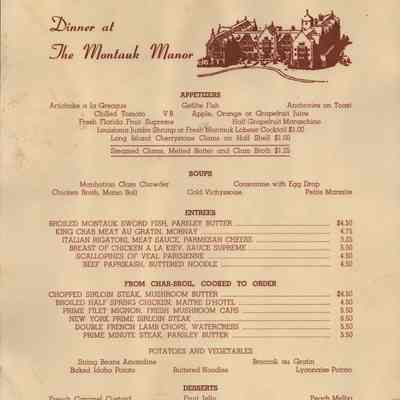 Dinner at
The Montauk Manor
APPETIZERS
Artichoke a la Grecque Gefilte Fish Anchovies on Toast
Chilled Tomato V 8 Apple, Orange or Grapefruit Juice
Fresh Florida Fruit Supreme Half Grapefruit Maraschino
Louisiana Jumbo Shrimp or Fresh Montauk Lobster Cocktail $1.00
Long Island Cherrystone Clams on Half Shell $1.00
Steamed Clams, Melted Butter and Clam Broth $1.25
SOUPS
Manhattan Clam Chowder Consomme with Egg Drop
Chicken Broth, Matzo Ball Cold Vichyssoise Petite Marmite
ENTREES
BROILED MONTAUK SWORD FISH, PARSLEY BUTTER $4.50
KING CRAB MEAT AU GRATIN, MORNAY 4.75
ITALIAN RIGATONI, MEAT SAUCE, PARMESAN CHEESE
BREAST OF CHICKEN A LA KIEV, SAUCE SUPREME 5.50
SCALLOPINES OF VEAL PARISIENNE 4.50
BEEF PAPRIKASH, BUTTERED NOODLE 4.50
FROM CHAR-BROIL, COOKED TO ORDER
CHOPPED SIRLOIN STEAK, MUSHROOM BUTTER $4.50
BROILED HALF SPRING CHICKEN, MAITRE D'HOTEL 4.50
PRIME FILET MIGNON, FRESH MUSHROOM CAPS 5.50
NEW YORK PRIME SIRLOIN STEAK 6.50
DOUBLE FRENCH LAMB CHOPS, WATERCRESS 5.50
PRIME MINUTE STEAK, PARSLEY BUTTER 5.50
POTATOES AND VEGETABLES
String Beans Amandine Broccoli au Gratin
Baked Idaho Potato Buttered Noodles Lyonnaise Potato
DESSERTS
French Caramel Custard Fruit Jello Peach Melba